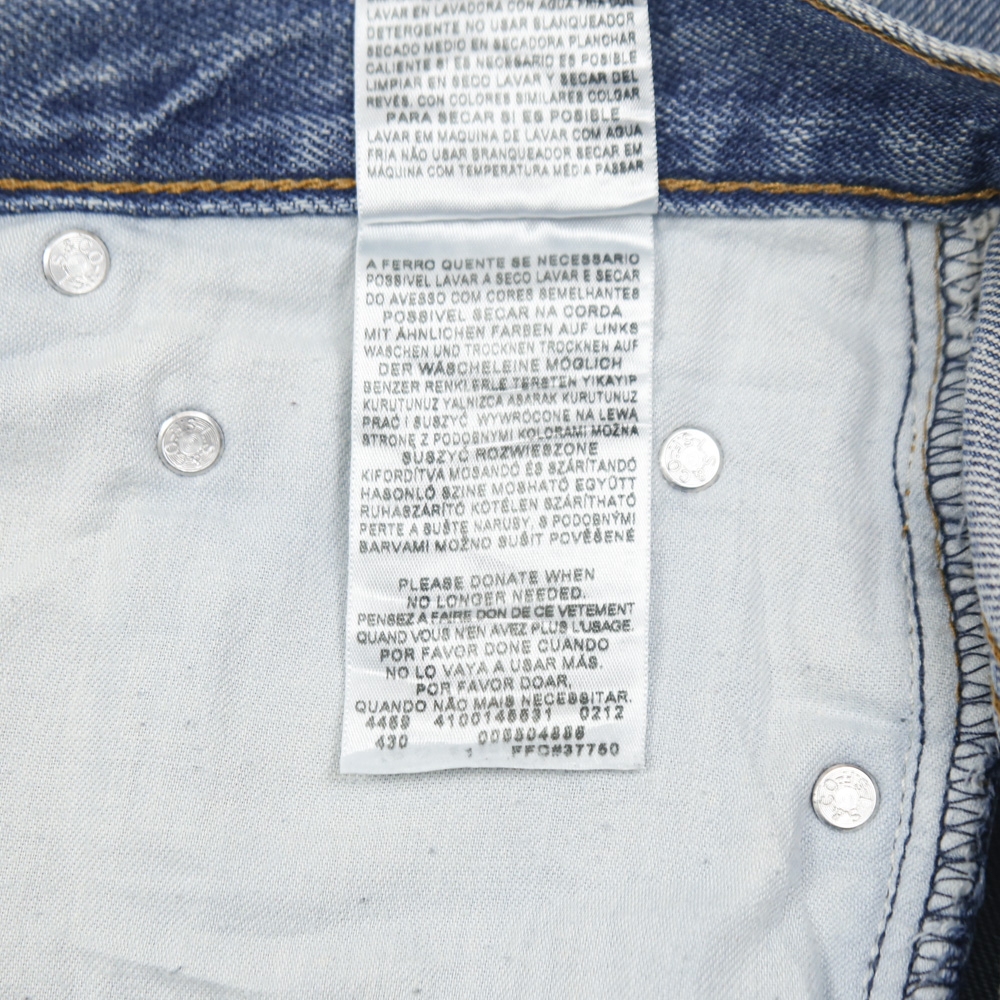 LAVAR EN LAVADORA CON AGUA
DETERGENTE NO USAR BLANQUEADOR
SECADO MEDIO EN SECADORA PLANCHAR
CALIENTE SI ES NECESARIO ES POSIBLE
LIMPIAR EN SECO LAVAR Y SECAR DEL
REVÉS, CON COLORES SIMILARES COLGAR
PARA SECAR SI ES POSIBLE
LAVAR EM MAQUINA DE LAVAR COM AGUA
FRIA NÃO USAR BRANQUEADOR SECAR EM
MAQUINA COM TEMPERATURA MÉDIA PASSAR
A FERRO QUENTE SE NECESSARIO
POSSIVEL LAVAR A SECO LAVAR E SECAR
DO AVESSO COM CORES SEMELHANTES
POSSIVEL SECAR NA CORDA
MIT ÄHNLICHEN FARBEN AUF LINKS
WASCHEN UND TROCKNEN TROCKNEN AUF
DER WÄSCHELEINE MÖGLICH
BENZER RENKLERLE TERSTEN YIKAYIP
KURUTUNUZ YALNIZCA ASARAK KURUTUNUZ
PRAĆ I SUSZYĆ WYWRÓCONE NA LEWĄ
STRONĘ Z PODOBNYMI KOLORAMI MOŻNA
SUSZYĆ ROZWIESZONE
KIFORDÍTVA MOSANDÓ ÉS SZÁRÍTANDÓ
HASONLÓ SZINE MOSHATÓ EGYÜTT
RUHASZÁRÍTÓ KÖTÉLEN SZÁRÍTHATÓ
PERTE A SUŠTE NARUBY, S PODOBNÝMI
BARVAMI MOŽNO SUŠIT POVĚŠENÉ
PLEASE DONATE WHEN
NO LONGER NEEDED.
PENSEZ A FAIRE DON DE CE VETEMENT
QUAND VOUS N'EN AVEZ PLUS L'USAGE.
POR FAVOR DONE CUANDO
NO LO VAYA A USAR MÁS.
POR FAVOR DOAR,
QUANDO NÃO MAIS NECESSITAR.
4469 0212
430
1 FFC#37750